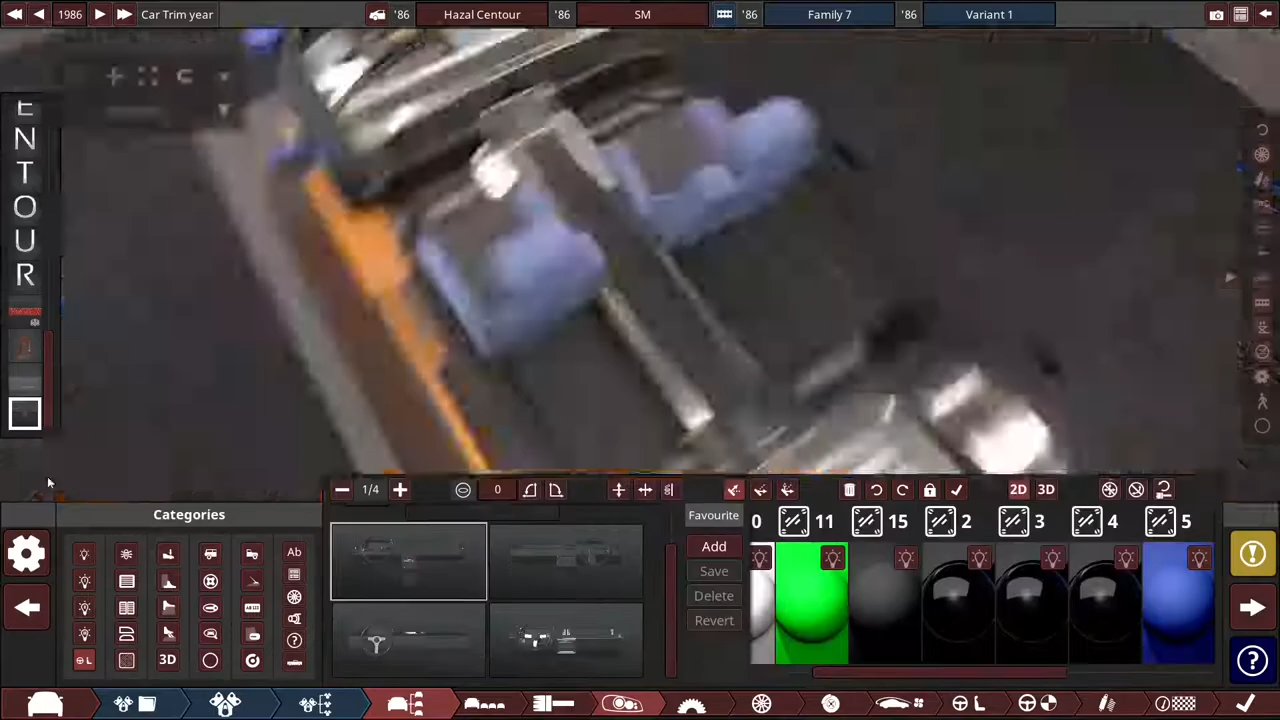 1986 Car Trim year '86 Hazal Centour '86 SM '86 Family 7 '86 Variant 1
E
N
T
O
U
R
1/4 0 2D 3D
Categories
Favourite
0 11 15 2 3 4 5
Ab
Add
Save
Delete
Revert
3D
L